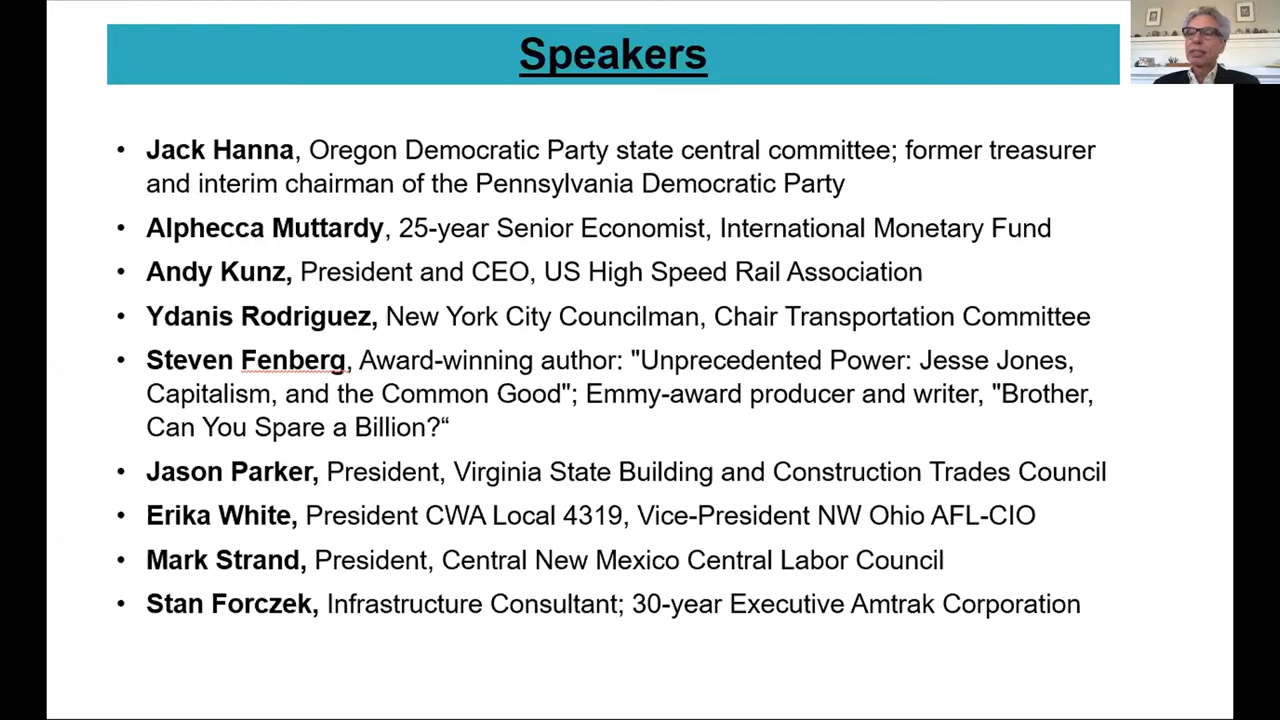 Speakers
• Jack Hanna, Oregon Democratic Party state central committee; former treasurer
and interim chairman of the Pennsylvania Democratic Party
• Alphecca Muttardy, 25-year Senior Economist, International Monetary Fund
• Andy Kunz, President and CEO, US High Speed Rail Association
• Ydanis Rodriguez, New York City Councilman, Chair Transportation Committee
• Steven Fenberg, Award-winning author: "Unprecedented Power: Jesse Jones,
Capitalism, and the Common Good"; Emmy-award producer and writer, "Brother,
Can You Spare a Billion?“
• Jason Parker, President, Virginia State Building and Construction Trades Council
• Erika White, President CWA Local 4319, Vice-President NW Ohio AFL-CIO
• Mark Strand, President, Central New Mexico Central Labor Council
• Stan Forczek, Infrastructure Consultant; 30-year Executive Amtrak Corporation